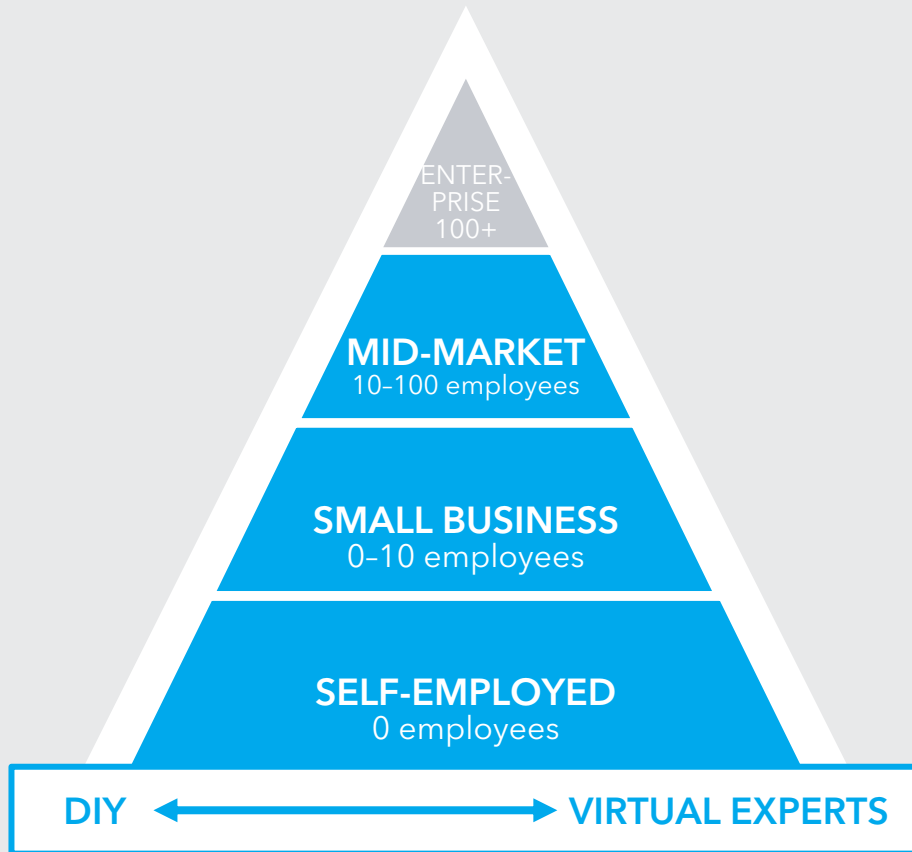 ENTER-
PRISE
100+
MID-MARKET
10–100 employees
SMALL BUSINESS
0–10 employees
SELF-EMPLOYED
0 employees
DIY VIRTUAL EXPERTS